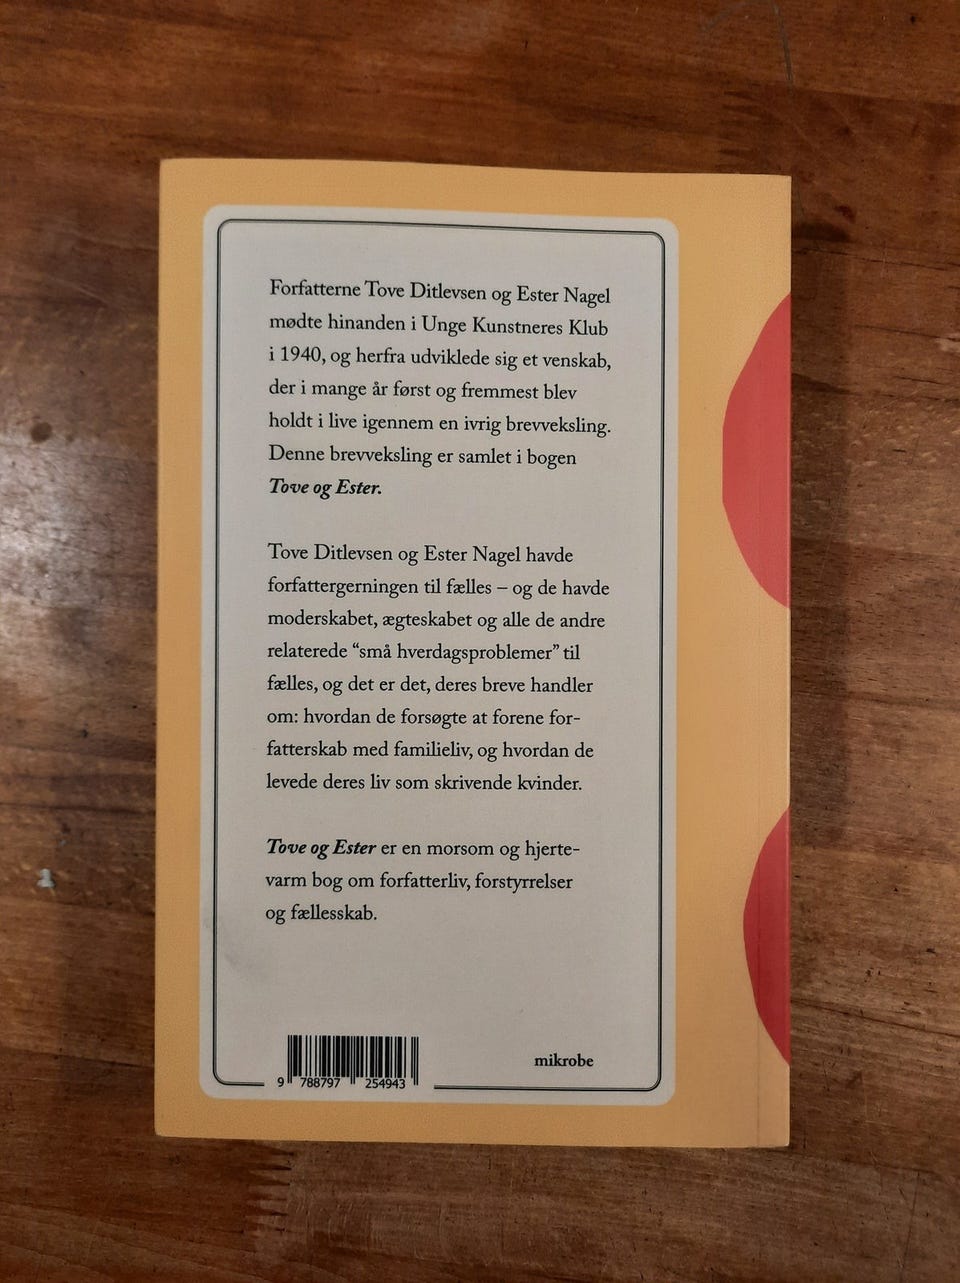 Forfatterne Tove Ditlevsen og Ester Nagel
mødte hinanden i Unge Kunstneres Klub
i 1940, og herfra udviklede sig et venskab,
der i mange år først og fremmest blev
holdt i live igennem en ivrig brevveksling.
Denne brevveksling er samlet i bogen
Tove og Ester.
Tove Ditlevsen og Ester Nagel havde
forfattergerningen til fælles – og de havde
moderskabet, ægteskabet og alle de andre
relaterede “små hverdagsproblemer” til
fælles, og det er det, deres breve handler
om: hvordan de forsøgte at forene for-
fatterskab med familieliv, og hvordan de
levede deres liv som skrivende kvinder.
Tove og Ester er en morsom og hjerte-
varm bog om forfatterliv, forstyrrelser
og fællesskab.
mikrobe
9 788797 254943